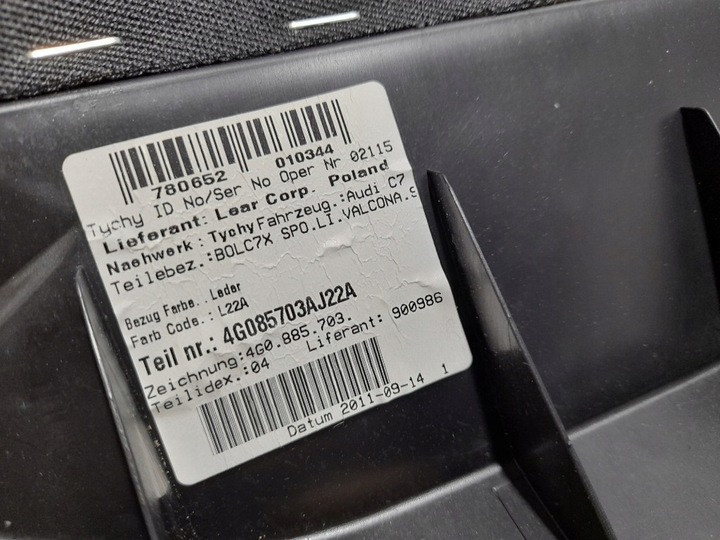 780652 010344
Tychy ID No/Ser No Oper Nr 02115
Lieferant: Lear Corp. Poland
Naehwerk : Tychy Fahrzeug.:Audi C7
Teilebez.:BOLC7X SPO.LI.VALCONA.S
Bezug Farbe..Leder
Farb Code..: L22A
Teil nr.: 4G085703AJ22A
Zeichnung:4G0.885.703. Liferant: 900986
Teilidex.:04
Datum 2011-09-14 1